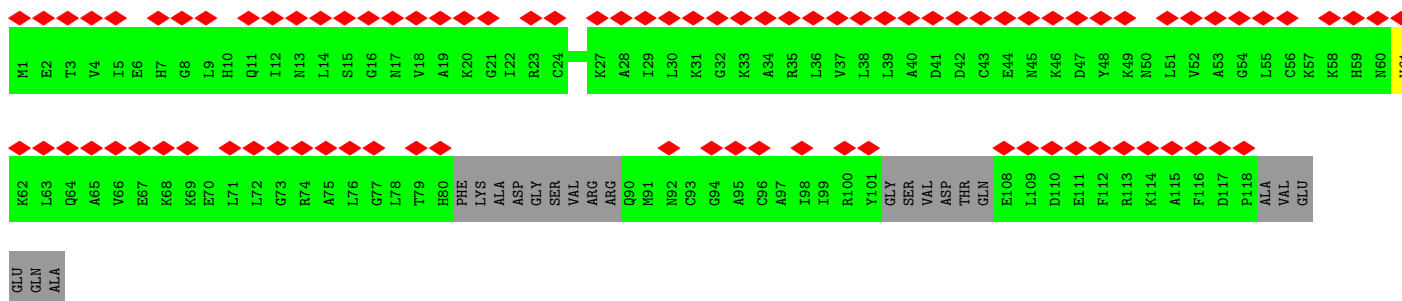 M1 E2 T3 V4 I5 E6 H7 G8 L9 H10 Q11 I12 N13 L14 S15 G16 N17 V18 A19 K20 G21 I22 R23 C24 K27 A28 I29 L30 K31 G32 K33 A34 R35 L36 V37 L38 L39 A40 D41 D42 C43 E44 N45 K46 D47 Y48 K49 N50 L51 V52 A53 G54 L55 C56 K57 K58 H59 N60
K62 L63 Q64 A65 V66 E67 K68 K69 E70 L71 L72 G73 R74 A75 L76 G77 L78 T79 H80 PHE LYS ALA ASP GLY SER VAL ARG ARG Q90 M91 N92 C93 G94 A95 C96 A97 I98 I99 R100 Y101 GLY SER VAL ASP THR GLN E108 L109 D110 E111 F112 R113 K114 A115 F116 D117 P118 ALA VAL GLU
GLU GLN ALA